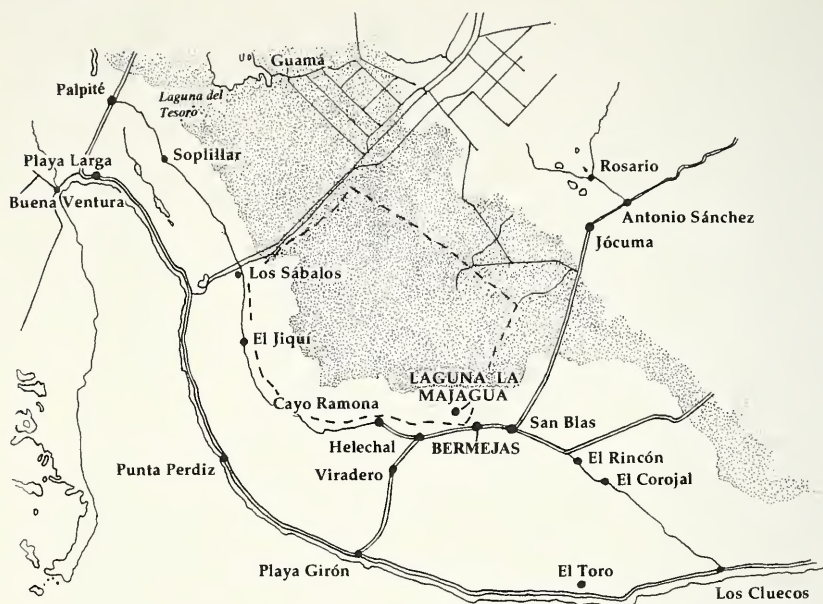 Guamá
Palpité
Laguna del
Tesoro
Soplillar
Playa Larga
Rosario
Buena Ventura
Antonio Sánchez
Jócuma
Los Sábalos
El Jiqui
LAGUNA LA
MAJAGUA
Cayo Ramona
San Blas
Helechal
BERMEJAS
Punta Perdiz
Viradero
El Rincón
El Corojal
Playa Girón
El Toro
Los Cluecos